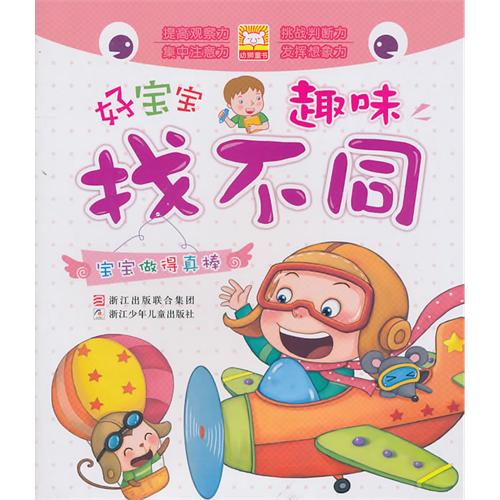 提高观察力 挑战判断力
集中注意力 发挥想象力
幼狮童书
好宝宝 趣味
找不同
宝宝做得真棒
浙江出版联合集团
浙江少年儿童出版社